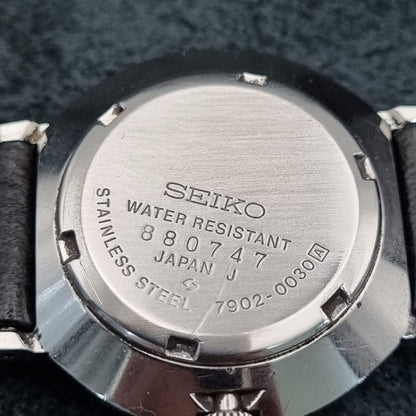 SEIKO
WATER RESISTANT
880747
JAPAN J
STAINLESS STEEL 7902-0030 A